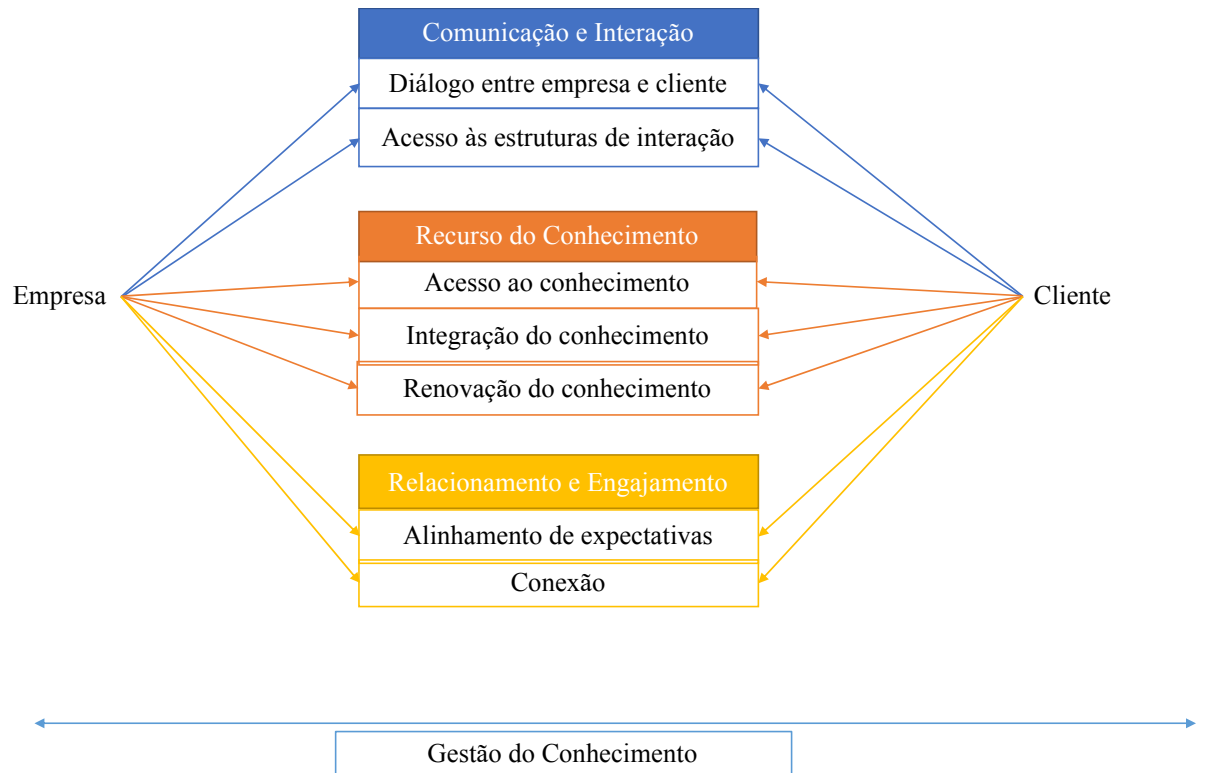 Comunicação e Interação
Diálogo entre empresa e cliente
Acesso às estruturas de interação
Recurso do Conhecimento
Acesso ao conhecimento
Empresa
Cliente
Integração do conhecimento
Renovação do conhecimento
Relacionamento e Engajamento
Alinhamento de expectativas
Conexão
Gestão do Conhecimento